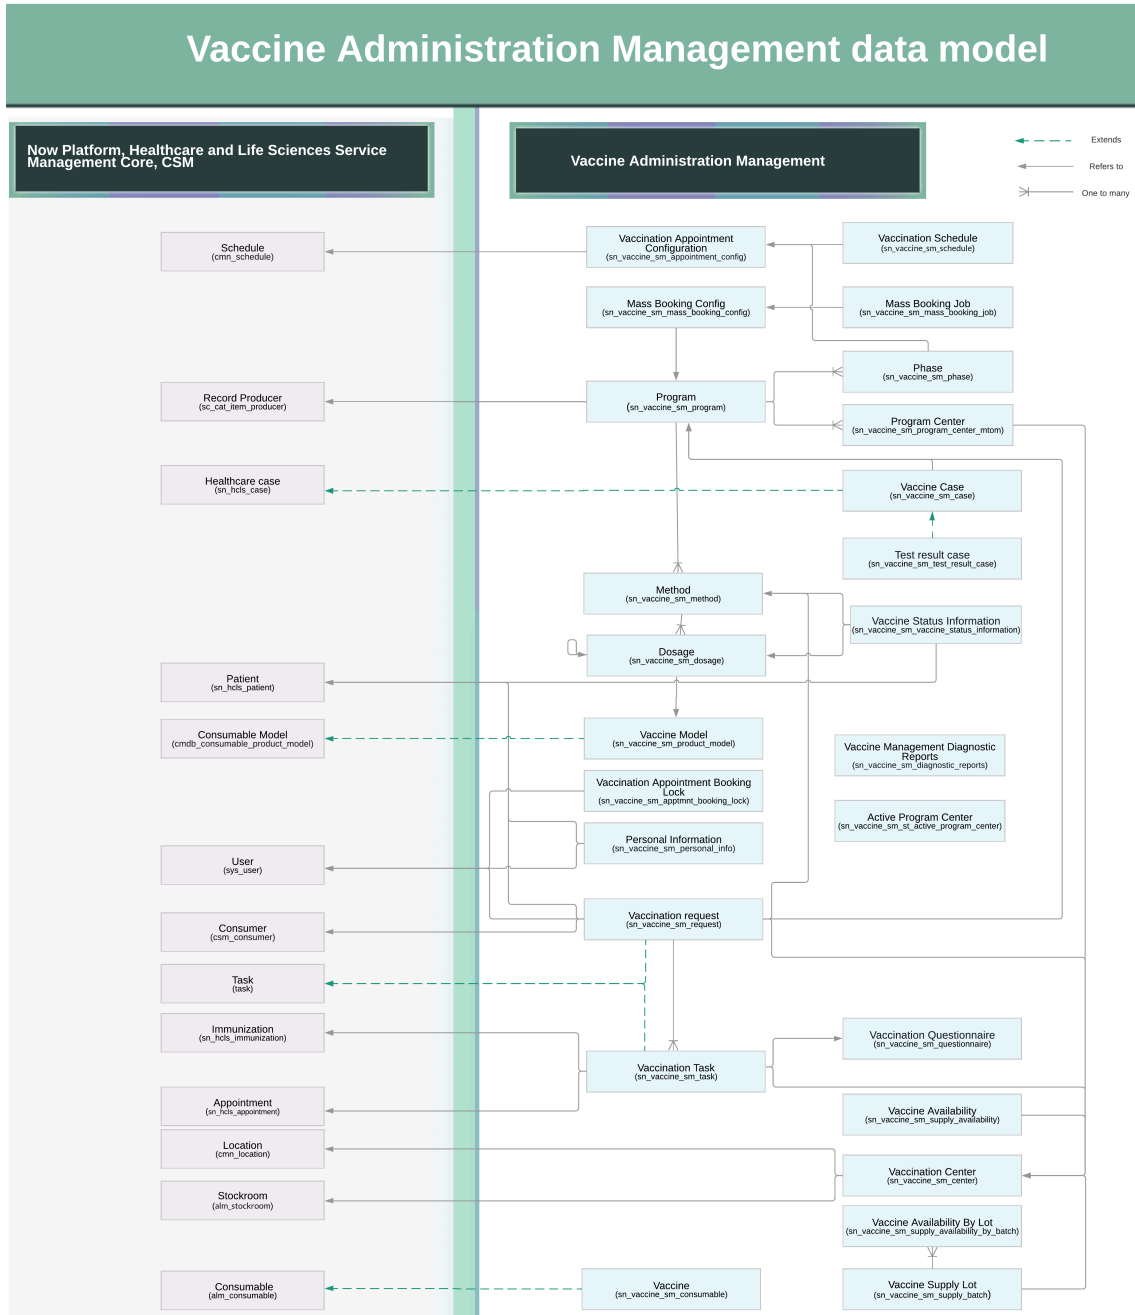 Vaccine Administration Management data model
Now Platform, Healthcare and Life Sciences Service
Management Core, CSM
Vaccine Administration Management
Extends
Refers to
One to many
Schedule
(cmn_schedule)
Vaccination Appointment
Configuration
(sn_vaccine_sm_appointment_config)
Vaccination Schedule
(sn_vaccine_sm_schedule)
Mass Booking Config
(sn_vaccine_sm_mass_booking_config)
Mass Booking Job
(sn_vaccine_sm_mass_booking_job)
Phase
(sn_vaccine_sm_phase)
Record Producer
(sc_cat_item_producer)
Program
(sn_vaccine_sm_program)
Program Center
(sn_vaccine_sm_program_center_mtom)
Healthcare case
(sn_hcls_case)
Vaccine Case
(sn_vaccine_sm_case)
Test result case
(sn_vaccine_sm_test_result_case)
Method
(sn_vaccine_sm_method)
Vaccine Status Information
(sn_vaccine_sm_vaccine_status_information)
Dosage
(sn_vaccine_sm_dosage)
Patient
(sn_hcls_patient)
Consumable Model
(cmdb_consumable_product_model)
Vaccine Model
(sn_vaccine_sm_product_model)
Vaccine Management Diagnostic
Reports
(sn_vaccine_sm_diagnostic_reports)
Vaccination Appointment Booking
Lock
(sn_vaccine_sm_apptmnt_booking_lock)
Active Program Center
(sn_vaccine_sm_st_active_program_center)
Personal Information
(sn_vaccine_sm_personal_info)
User
(sys_user)
Vaccination request
(sn_vaccine_sm_request)
Consumer
(csm_consumer)
Task
(task)
Immunization
(sn_hcls_immunization)
Vaccination Questionnaire
(sn_vaccine_sm_questionnaire)
Vaccination Task
(sn_vaccine_sm_task)
Appointment
(sn_hcls_appointment)
Vaccine Availability
(sn_vaccine_sm_supply_availability)
Location
(cmn_location)
Vaccination Center
(sn_vaccine_sm_center)
Stockroom
(alm_stockroom)
Vaccine Availability By Lot
(sn_vaccine_sm_supply_availability_by_batch)
Consumable
(alm_consumable)
Vaccine
(sn_vaccine_sm_consumable)
Vaccine Supply Lot
(sn_vaccine_sm_supply_batch)